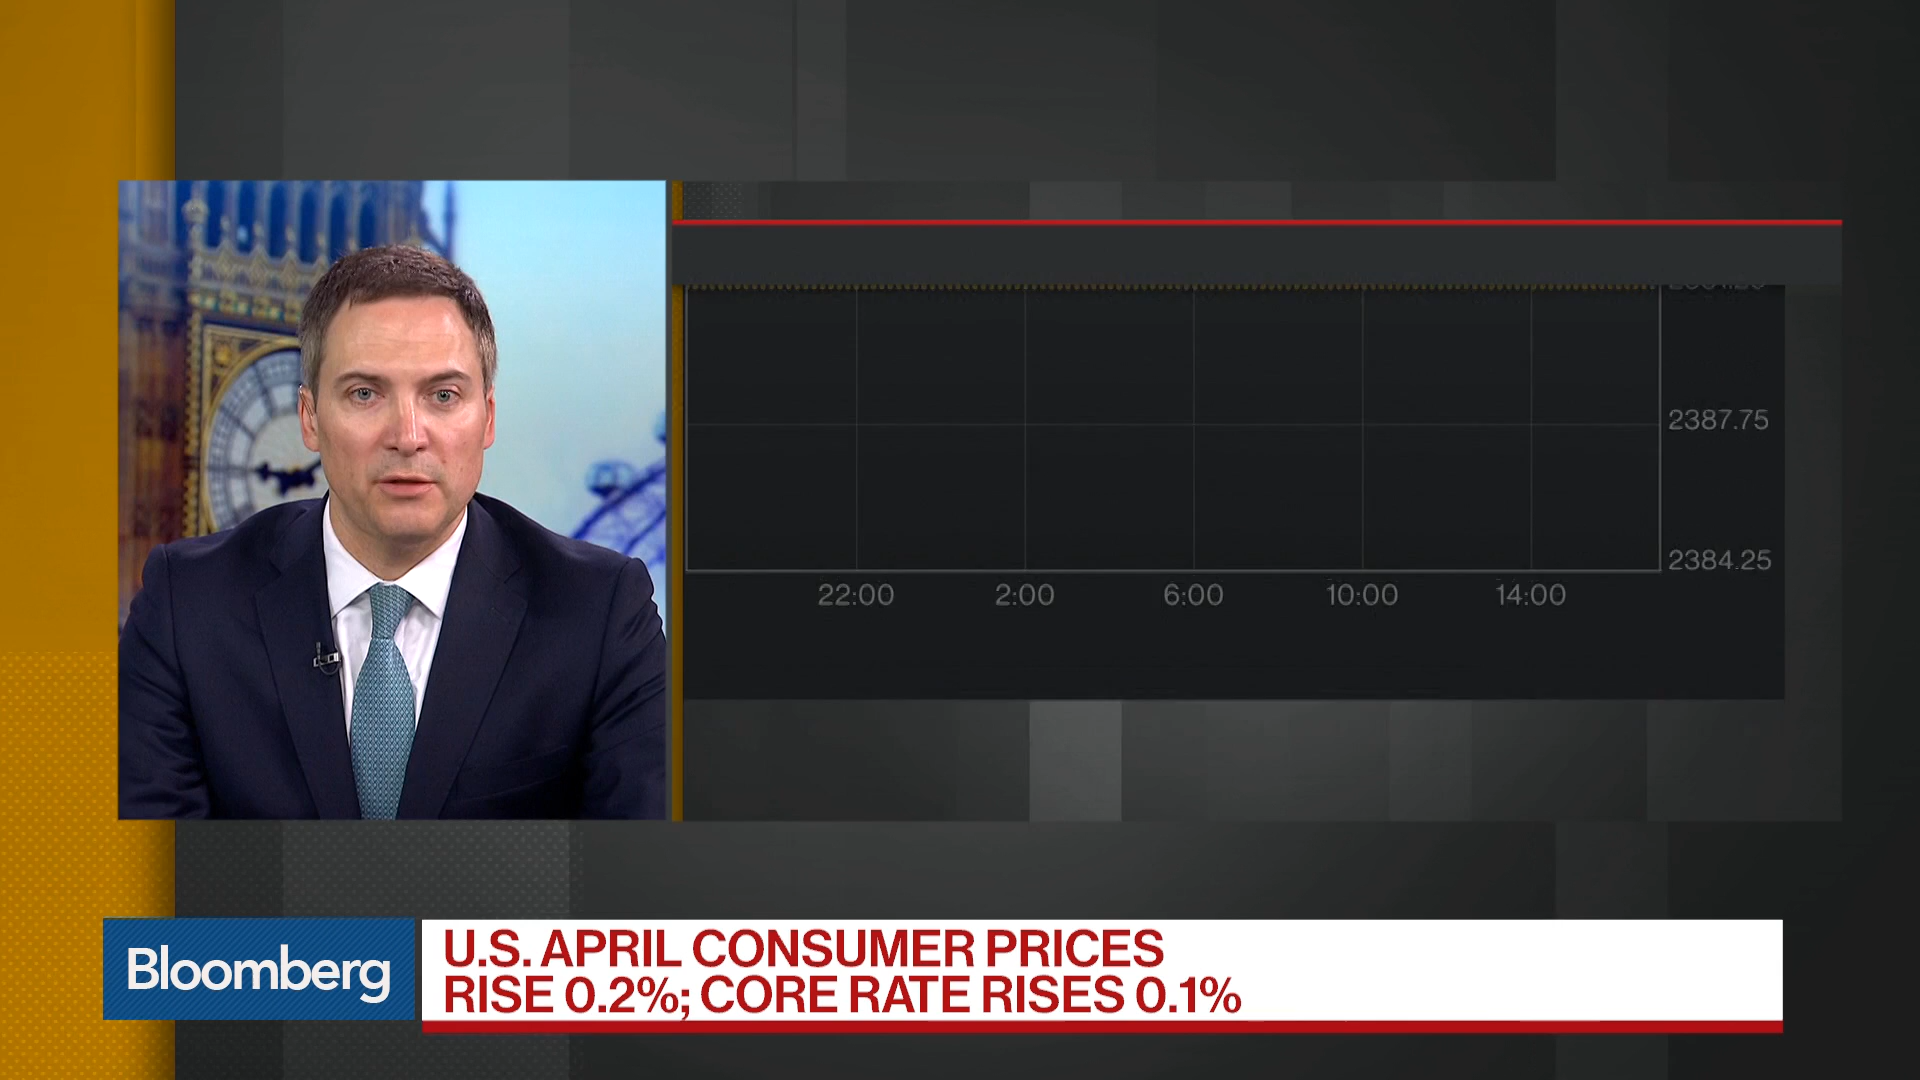 2387.75
2384.25
22:00 2:00 6:00 10:00 14:00
Bloomberg
U.S. APRIL CONSUMER PRICES
RISE 0.2%; CORE RATE RISES 0.1%